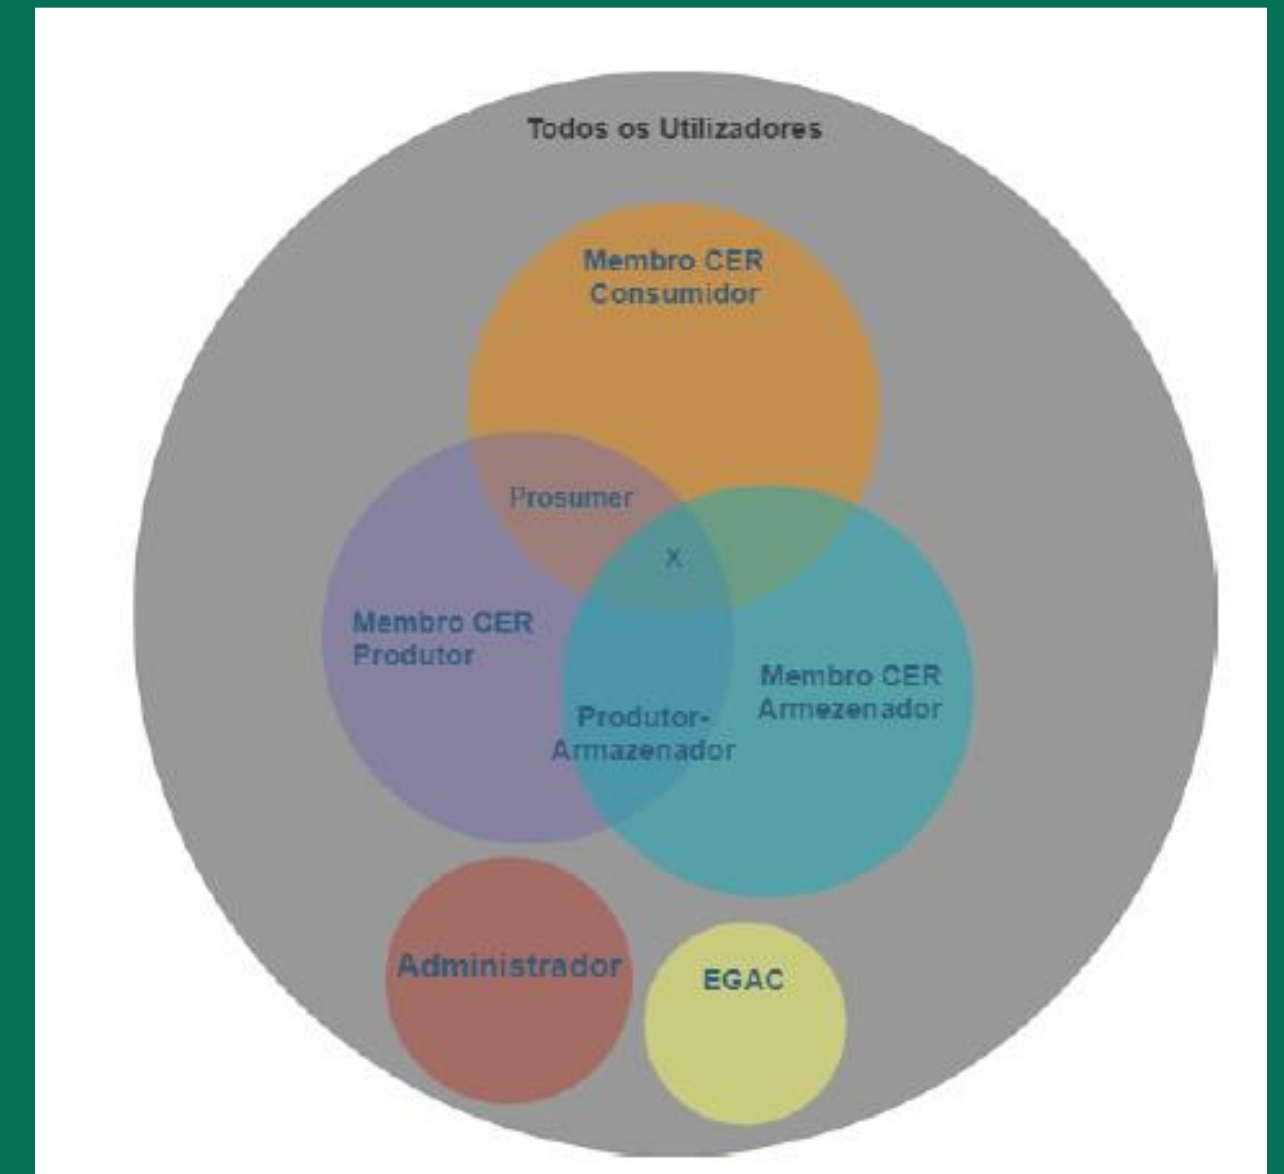 Todos os Utilizadores
Membro CER
Consumidor
Prosumer
X
Membro CER
Produtor
Membro CER
Armezenador
Produtor-
Armazenador
Administrador
EGAC